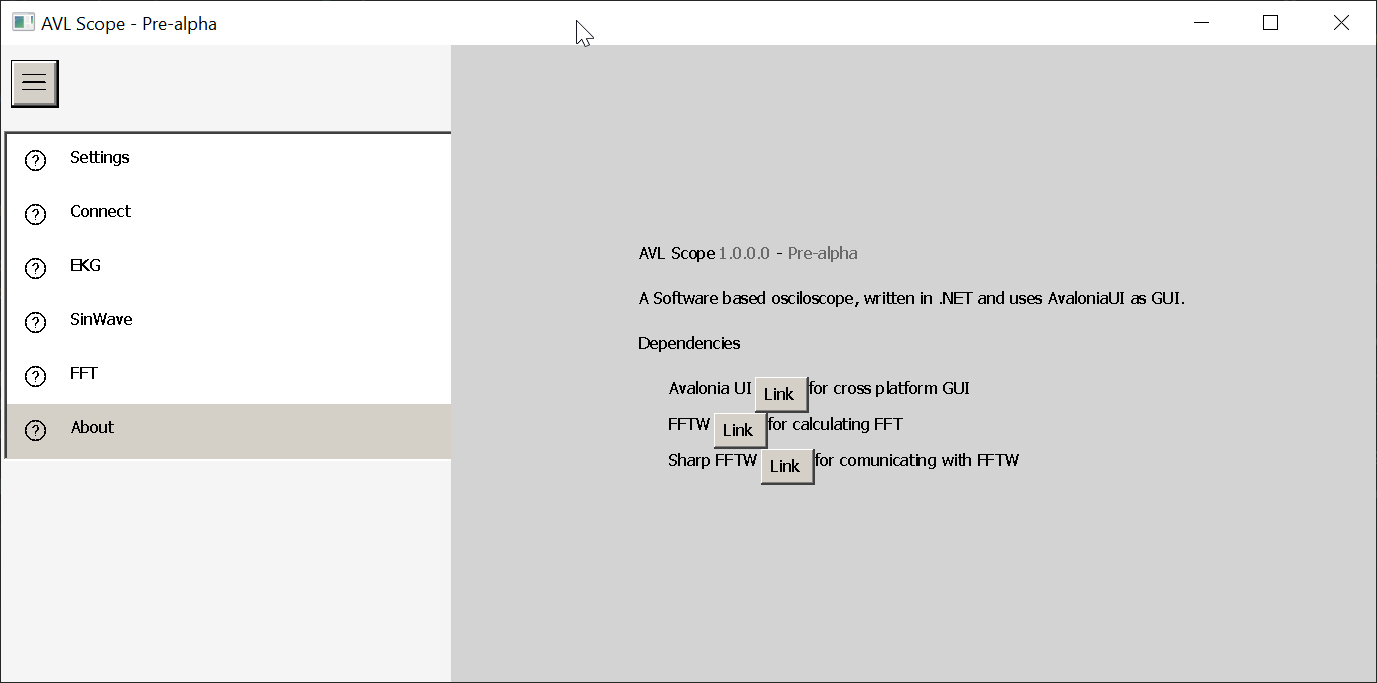 AVL Scope - Pre-alpha
Settings
Connect
EKG
SinWave
FFT
About
AVL Scope 1.0.0.0 - Pre-alpha
A Software based osciloscope, written in .NET and uses AvaloniaUI as GUI.
Dependencies
Avalonia UI Link for cross platform GUI
FFTW Link for calculating FFT
Sharp FFTW Link for comunicating with FFTW